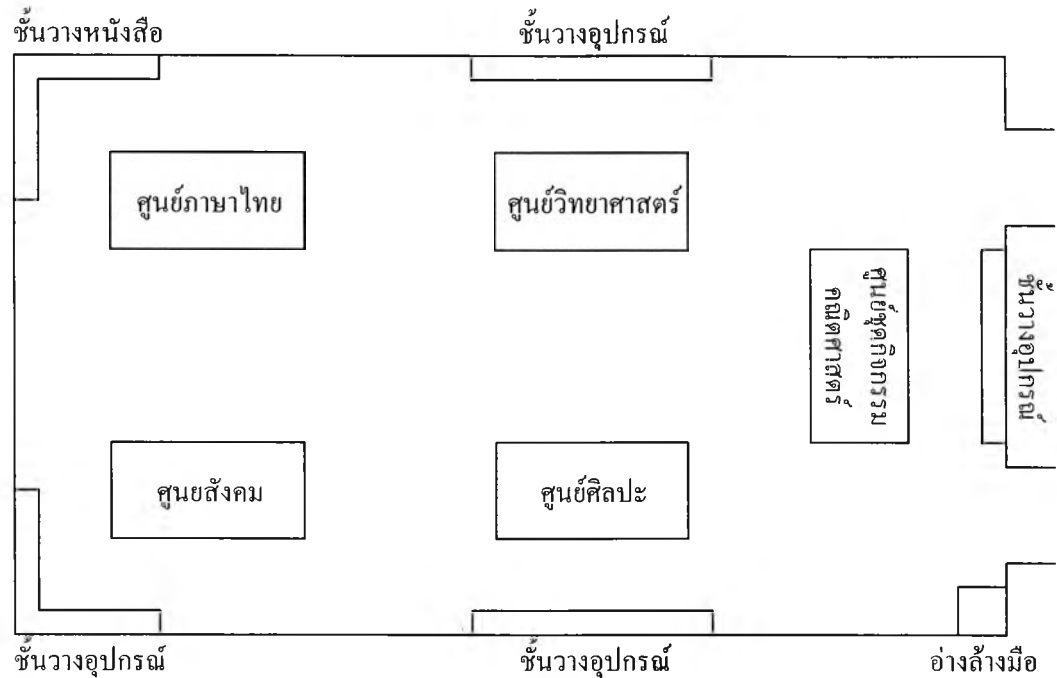 ชั้นวางหนังสือ
ชั้นวางอุปกรณ์
ศูนย์ภาษาไทย
ศูนย์วิทยาศาสตร์
ศูนย์ชุดกิจกรรม
คณิตศาสตร์
ชั้นวางอุปกรณ์
ศูนยสังคม
ศูนย์ศิลปะ
ชั้นวางอุปกรณ์
ชั้นวางอุปกรณ์
อ่างล้างมือ